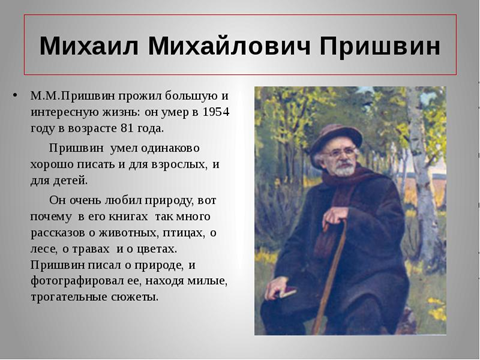 Михаил Михайлович Пришвин
• М.М.Пришвин прожил большую и
интересную жизнь: он умер в 1954
году в возрасте 81 года.
Пришвин умел одинаково
хорошо писать и для взрослых, и
для детей.
Он очень любил природу, вот
почему в его книгах так много
рассказов о животных, птицах, о
лесе, о травах и о цветах.
Пришвин писал о природе, и
фотографировал ее, находя милые,
трогательные сюжеты.